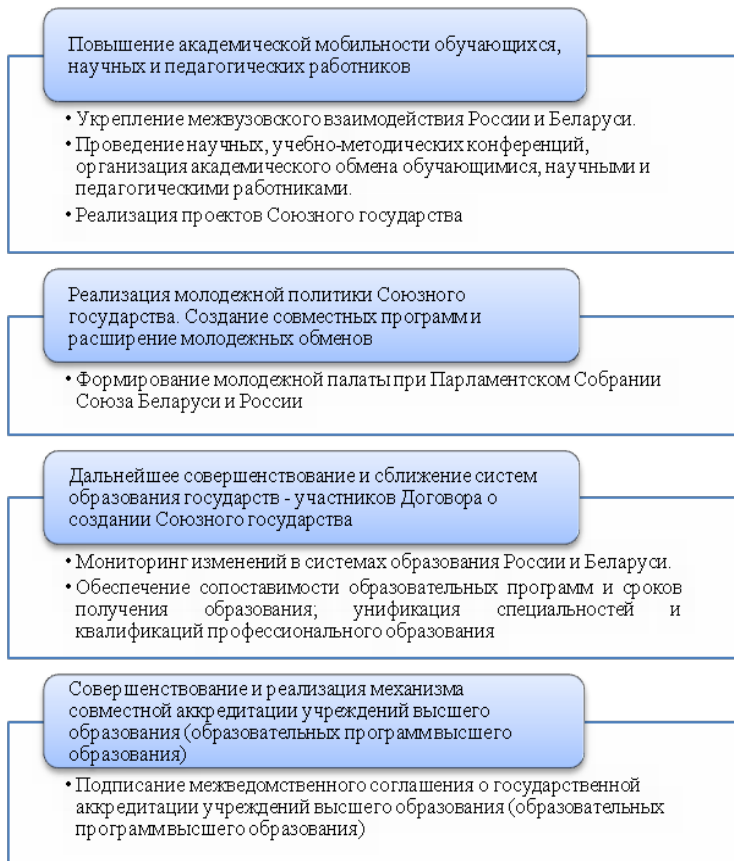 Повышение академической мобильности обучающихся,
научных и педагогических работников
• Укрепление межвузовского взаимодействия России и Беларуси.
• Проведение научных, учебно-методических конференций,
организация академического обмена обучающимися, научными и
педагогическими работниками.
• Реализация проектов Союзного государства
Реализация молодежной политики Союзного
государства. Создание совместных программ и
расширение молодежных обменов
• Формирование молодежной палаты при Парламентском Собрании
Союза Беларуси и России
Дальнейшее совершенствование и сближение систем
образования государств - участников Договора о
создании Союзного государства
• Мониторинг изменений в системах образования России и Беларуси.
• Обеспечение сопоставимости образовательных программ и сроков
получения образования; унификация специальностей и
квалификаций профессионального образования
Совершенствование и реализация механизма
совместной аккредитации учреждений высшего
образования (образовательных программ высшего
образования)
• Подписание межведомственного соглашения о государственной
аккредитации учреждений высшего образования (образовательных
программ высшего образования)